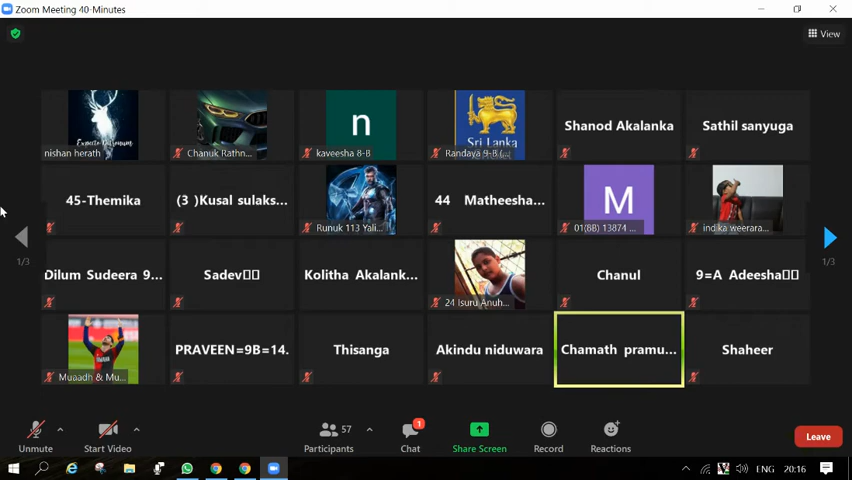 Zoom Meeting 40-Minutes
View
nishan herath
Chanuk Rathn...
n
kaveesha 8-B
Sri Lanka
Randaya 9-B (...
Shanod Akalanka
Sathil sanyuga
45-Themika
(3 )Kusal sulaks...
Runuk 113 Yali...
44 Matheesha...
M
01(8B) 13874 ...
indika weerara...
Dilum Sudeera 9...
Sadev
Kolitha Akalank...
24 Isuru Anuh...
Chanul
9=A Adeesha
Muaadh & Mu...
PRAVEEN=9B=14.
Thisanga
Akindu niduwara
Chamath pramu...
Shaheer
1/3
1/3
Unmute
Start Video
57
Participants
1
Chat
Share Screen
Record
Reactions
Leave
ENG
20:16